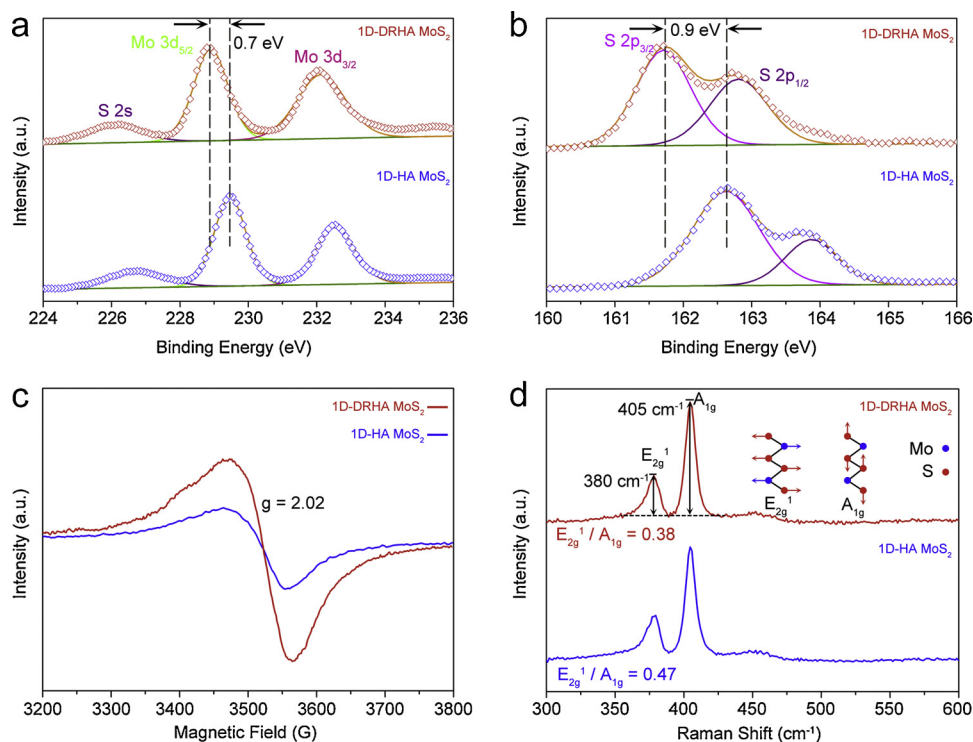 a
Mo 3d5/2
0.7 eV
1D-DRHA MoS2
Mo 3d3/2
S 2s
1D-HA MoS2
Intensity (a.u.)
224 226 228 230 232 234 236
Binding Energy (eV)
b
S 2p3/2
0.9 eV
1D-DRHA MoS2
S 2p1/2
1D-HA MoS2
Intensity (a.u.)
160 161 162 163 164 165 166
Binding Energy (eV)
c
1D-DRHA MoS2
1D-HA MoS2
g = 2.02
Intensity (a.u.)
3200 3300 3400 3500 3600 3700 3800
Magnetic Field (G)
d
405 cm-1
A1g
1D-DRHA MoS2
E2g1
380 cm-1
Mo
S
E2g1
A1g
E2g1 / A1g = 0.38
1D-HA MoS2
E2g1 / A1g = 0.47
Intensity (a.u.)
300 350 400 450 500 550 600
Raman Shift (cm-1)